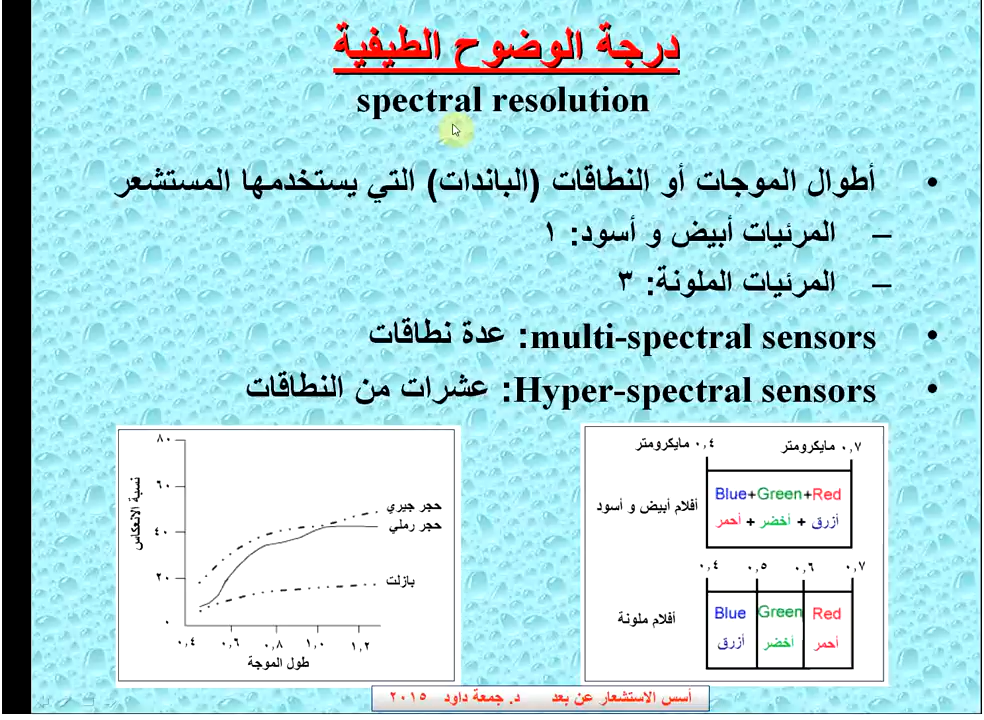 درجة الوضوح الطيفية
spectral resolution
• أطوال الموجات أو النطاقات (الباندات) التي يستخدمها المستشعر
– المرئيات أبيض و أسود: ١
– المرئيات الملونة: ٣
• multi-spectral sensors: عدة نطاقات
• Hyper-spectral sensors: عشرات من النطاقات
٠,٤ مايكرومتر
٠,٧ مايكرومتر
أفلام أبيض و أسود
Blue+Green+Red
أحمر + أخضر + أزرق
٠,٤ ٠,٥ ٠,٦ ٠,٧
أفلام ملونة
Blue Green Red
أزرق أخضر أحمر
نسبة الانعكاس
٨٠
٦٠
٤٠
٢٠
٠
حجر جيري
حجر رملي
بازلت
٠,٤ ٠,٦ ٠,٨ ١,٠ ١,٢
طول الموجة
أسس الاستشعار عن بعد د. جمعة داود ٢٠١٥